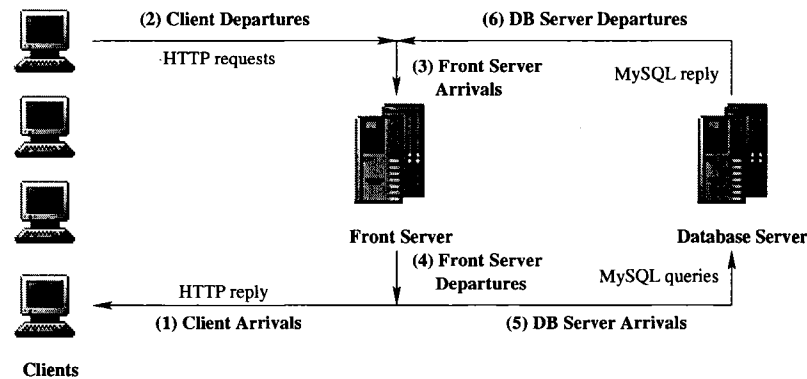 (2) Client Departures
(6) DB Server Departures
HTTP requests
(3) Front Server
Arrivals
MySQL reply
Front Server
Database Server
(4) Front Server
Departures
MySQL queries
HTTP reply
(1) Client Arrivals
(5) DB Server Arrivals
Clients